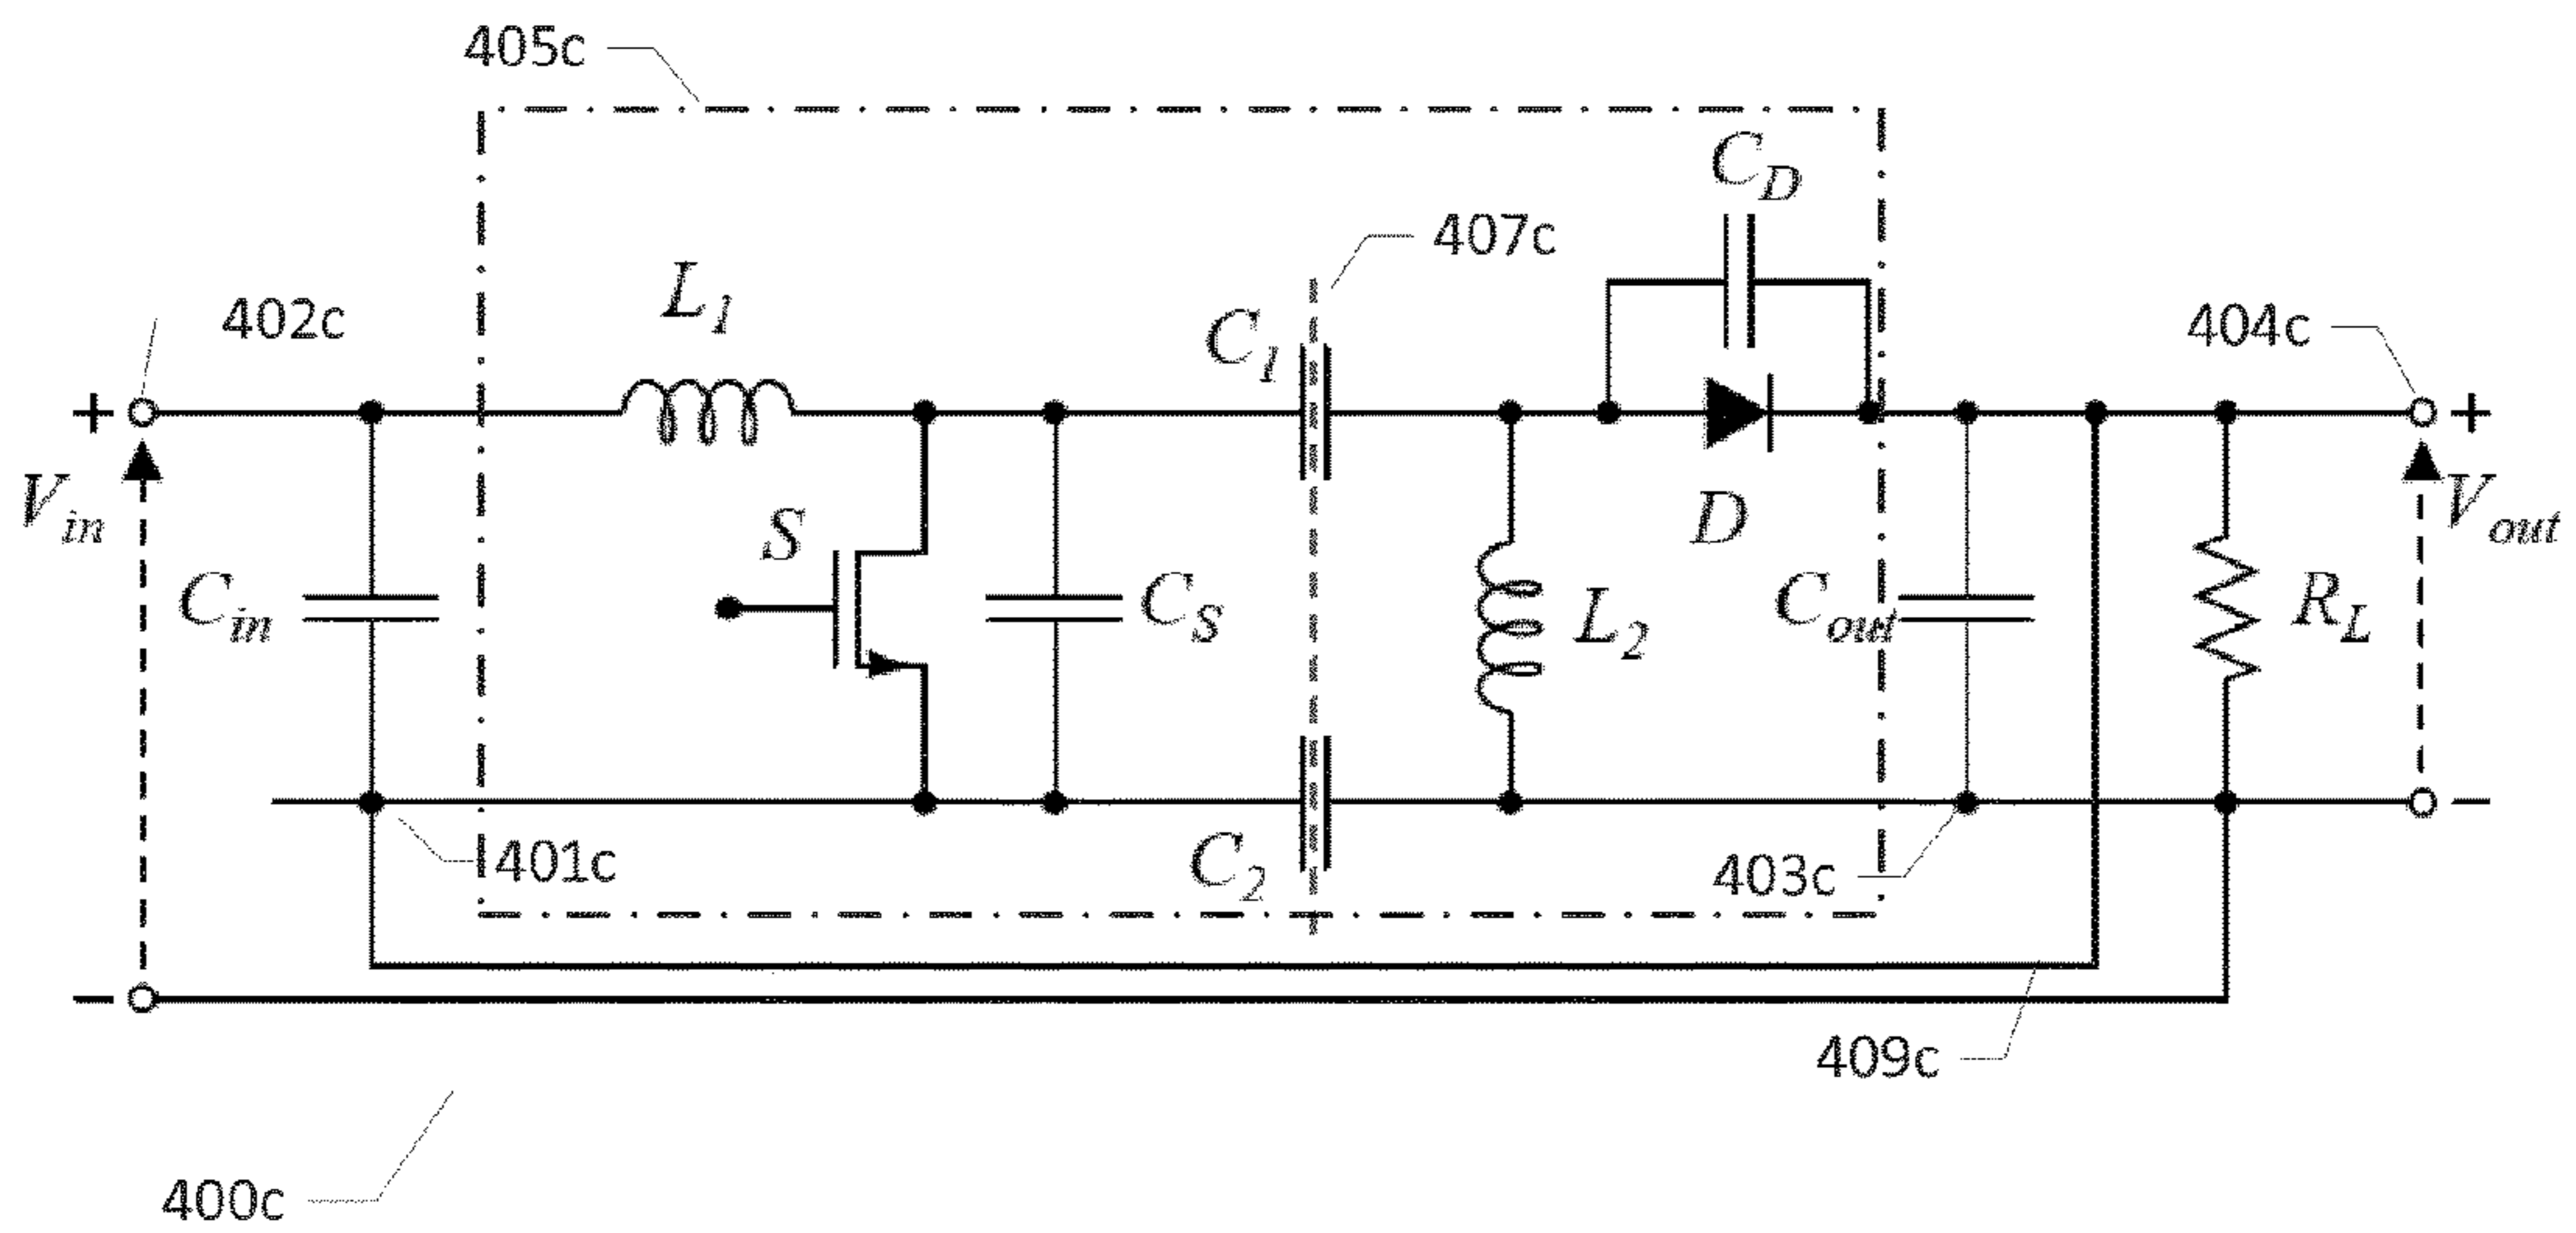 405c
C_D
407c
L_1
402c
C_1
404c
+
+
V_in
S
D
V_out
C_in
C_S
L_2
C_out
R_L
401c
C_2
403c
−
−
409c
400c